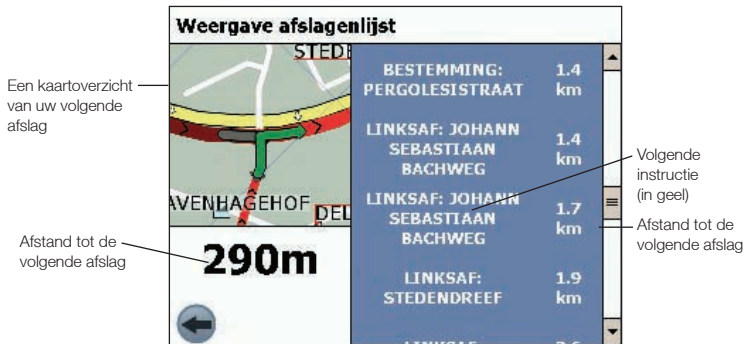 Weergave afslagenlijst
Een kaartoverzicht
van uw volgende
afslag
AVENHAGEHOF
DEL
Afstand tot de
volgende afslag
290m
BESTEMMING: 1.4
PERGOLESISTRAAT km
LINKSAF: JOHANN
SEBASTIAAN 1.4
BACHWEG km
LINKSAF: JOHANN
SEBASTIAAN 1.7
BACHWEG km
LINKSAF: 1.9
STEDENDREEF km
Volgende
instructie
(in geel)
Afstand tot de
volgende afslag